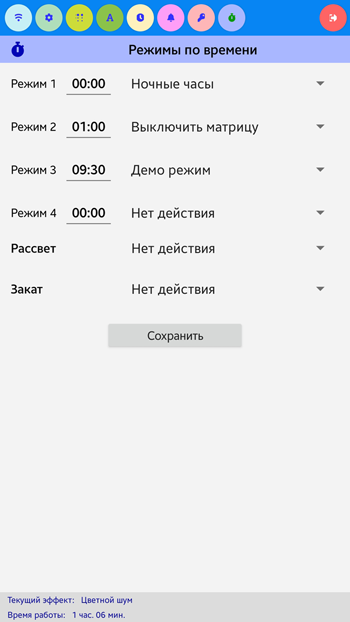 A
Режимы по времени
Режим 1 00:00 Ночные часы
Режим 2 01:00 Выключить матрицу
Режим 3 09:30 Демо режим
Режим 4 00:00 Нет действия
Рассвет Нет действия
Закат Нет действия
Сохранить
Текущий эффект: Цветной шум
Время работы: 1 час. 06 мин.